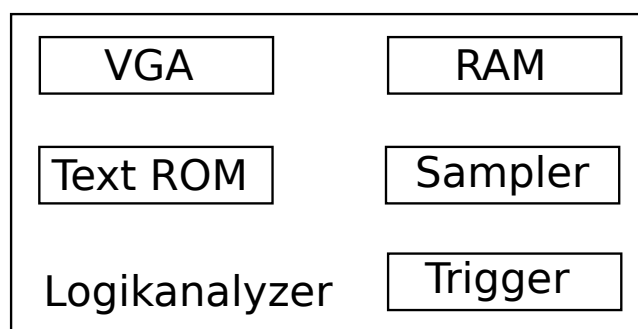 VGA
RAM
Text ROM
Sampler
Logikanalyzer
Trigger